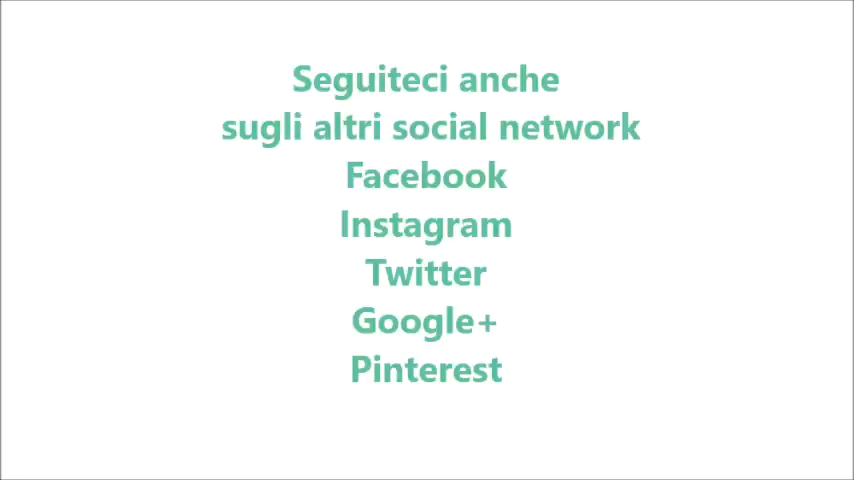 Seguiteci anche
sugli altri social network
Facebook
Instagram
Twitter
Google+
Pinterest